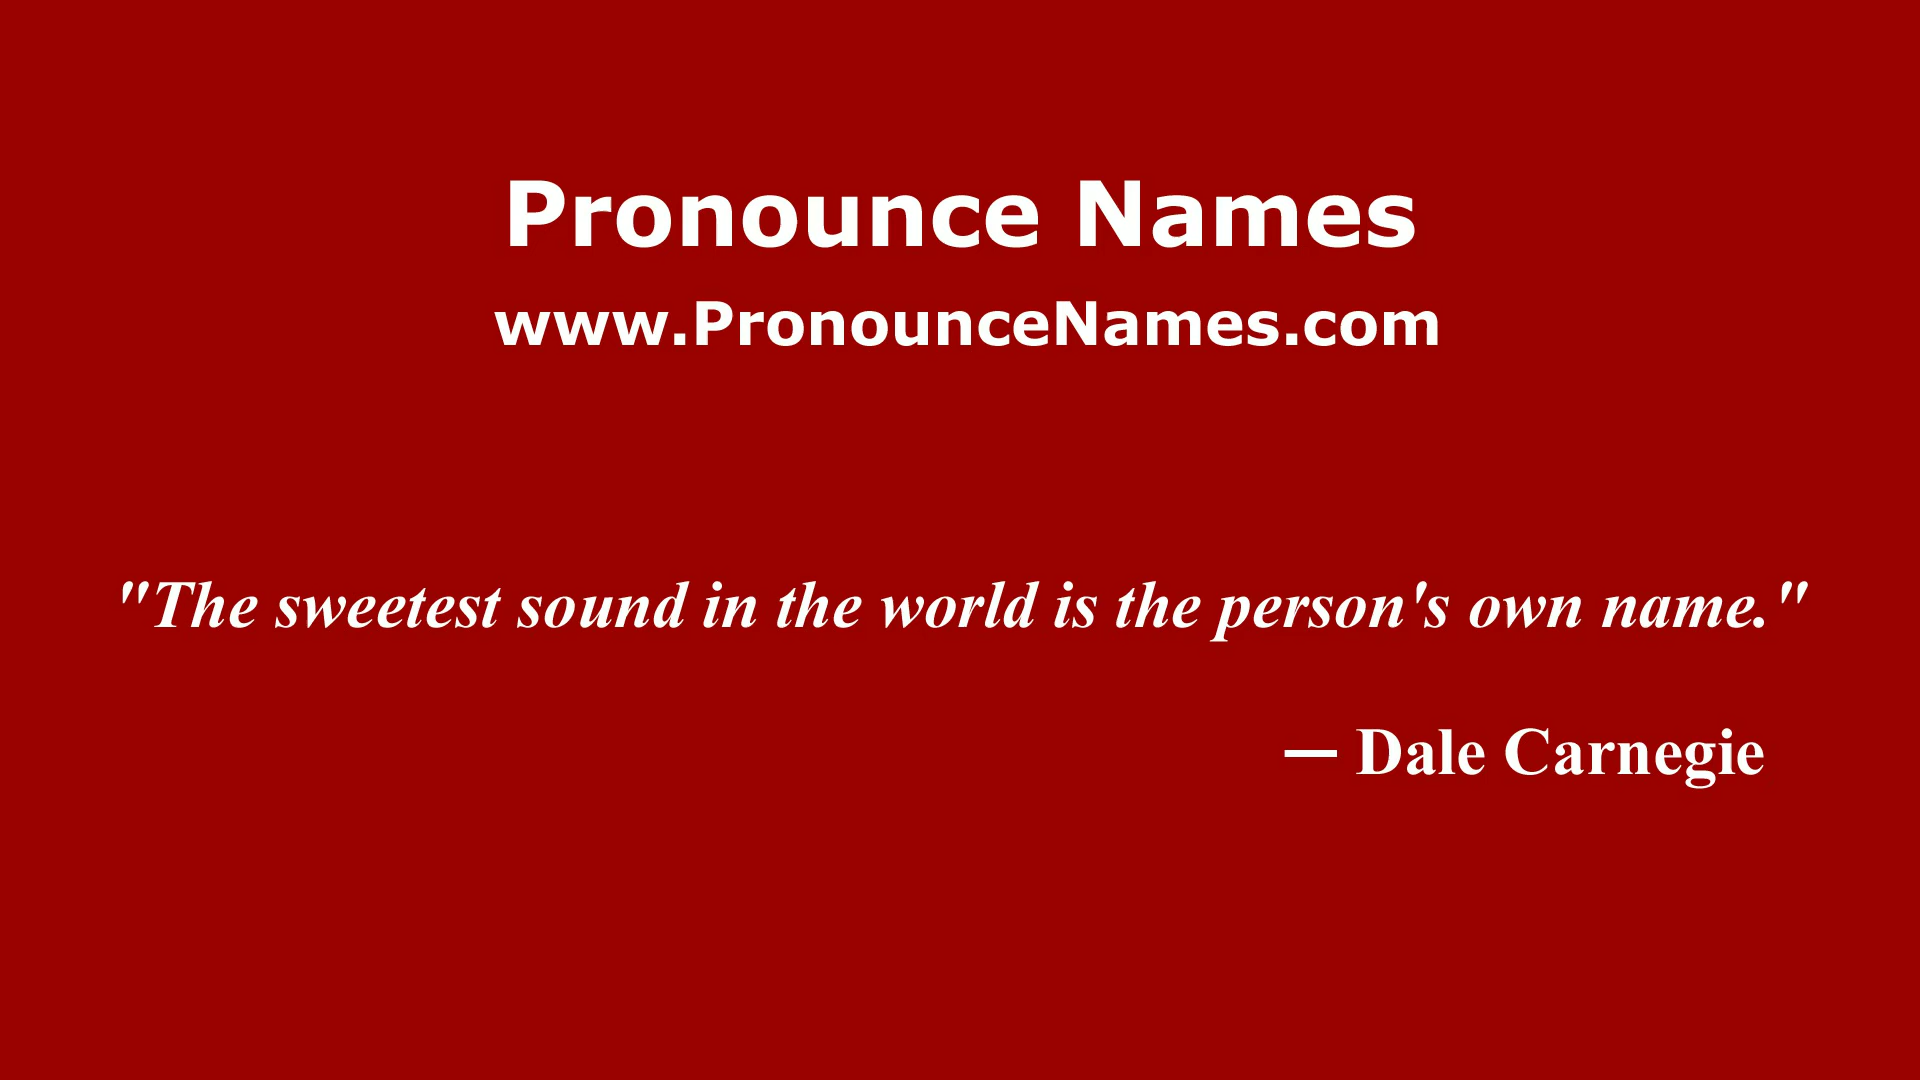 Pronounce Names
www.PronounceNames.com
"The sweetest sound in the world is the person's own name."
— Dale Carnegie